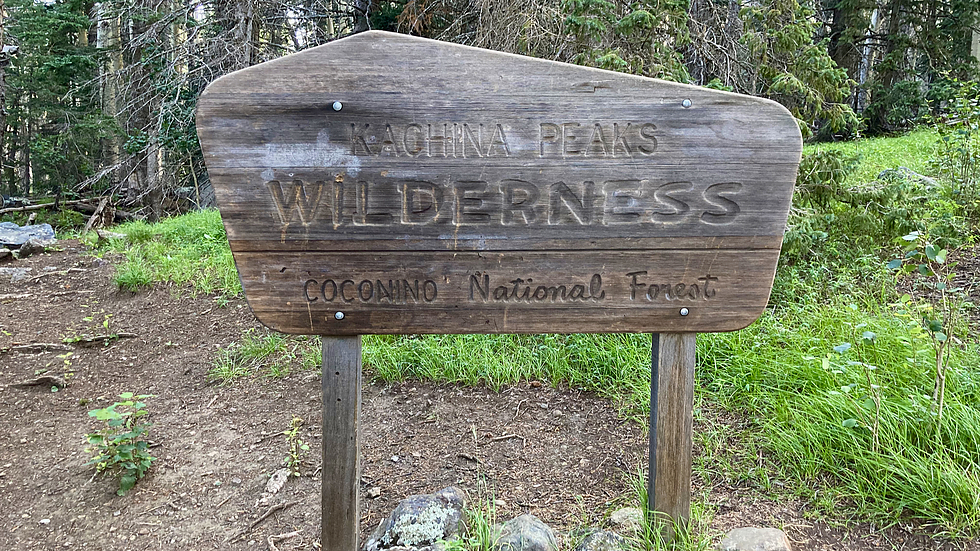 KACHINA PEAKS
WILDERNESS
COCONINO National Forest